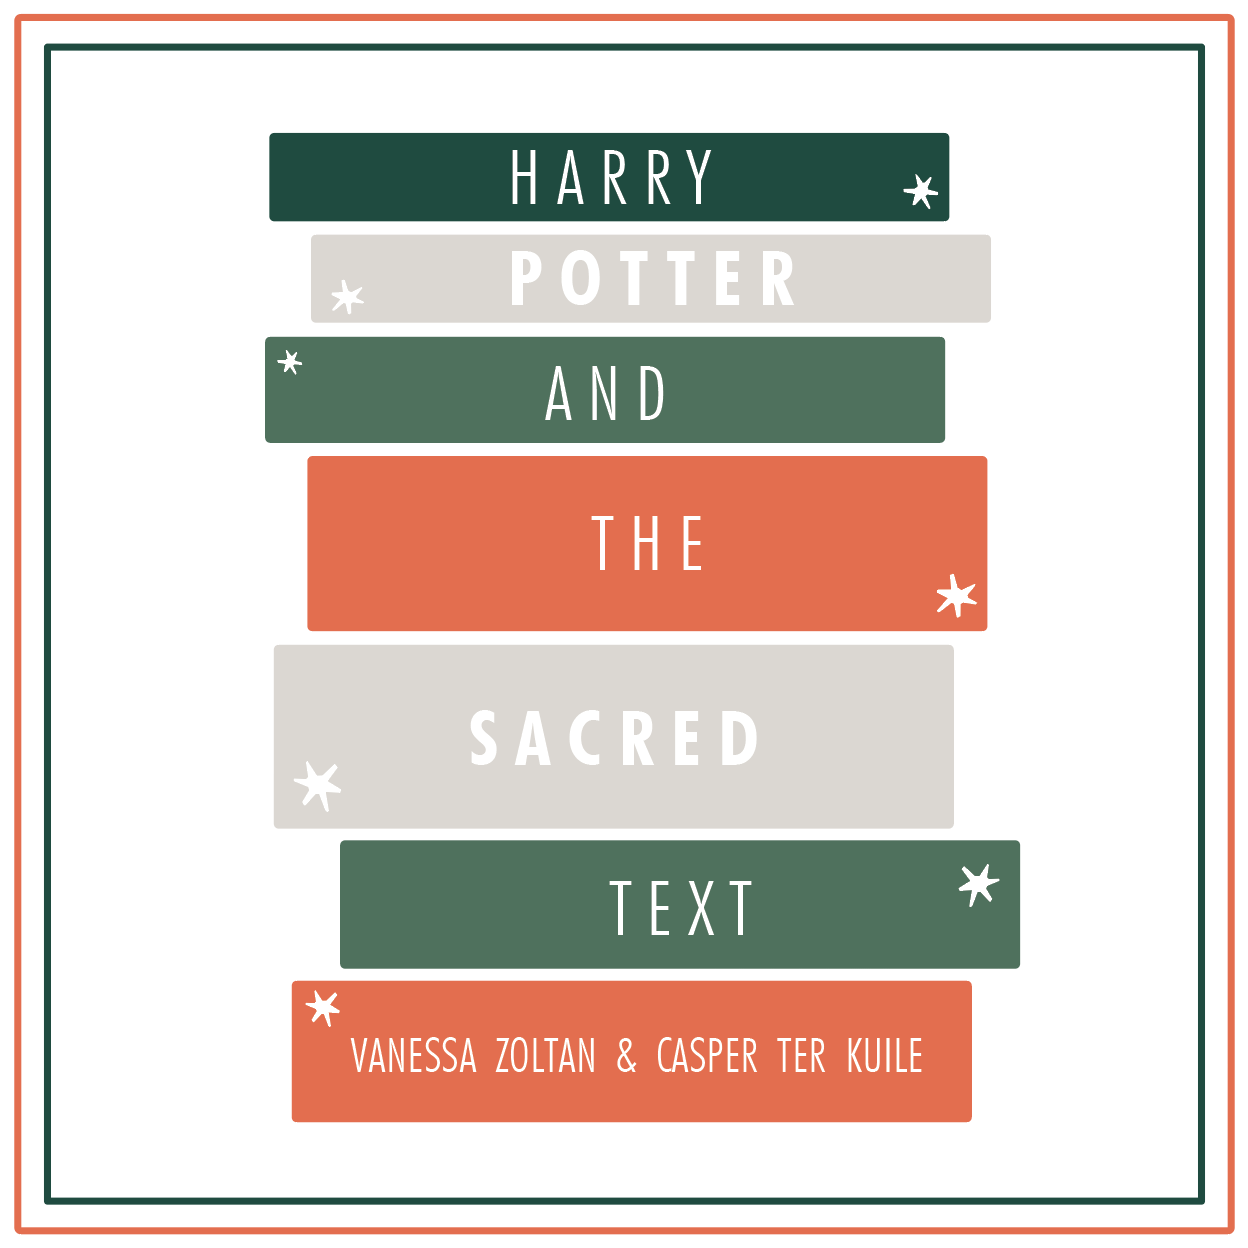 HARRY
POTTER
AND
THE
SACRED
TEXT
VANESSA ZOLTAN & CASPER TER KUILE